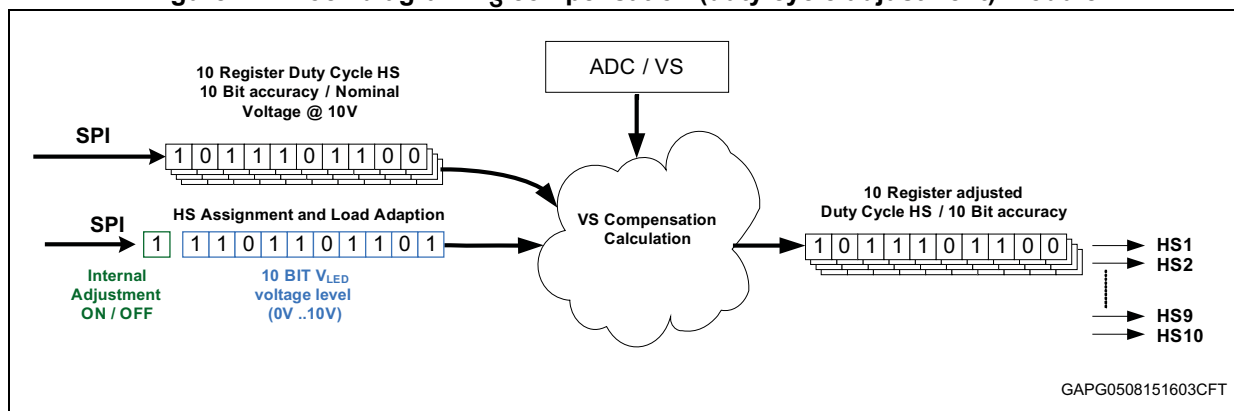 10 Register Duty Cycle HS
10 Bit accuracy / Nominal
Voltage @ 10V
SPI
1 0 1 1 1 0 1 1 0 0
ADC / VS
HS Assignment and Load Adaption
SPI
1 1 1 0 1 1 0 1 1 0 1
Internal
Adjustment
ON / OFF
10 BIT VLED
voltage level
(0V ..10V)
VS Compensation
Calculation
10 Register adjusted
Duty Cycle HS / 10 Bit accuracy
1 0 1 1 1 0 1 1 0 0
HS1
HS2
HS9
HS10
GAPG0508151603CFT